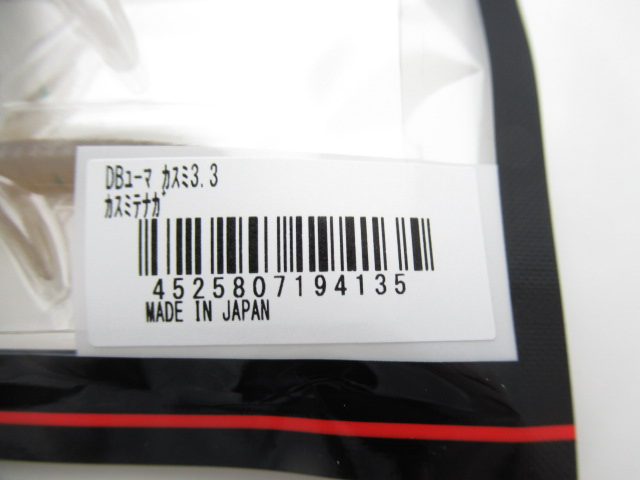 DBﾕｰﾏ ｶｽﾐ3.3
ｶｽﾐﾃﾅｶﾞ
4525807194135
MADE IN JAPAN